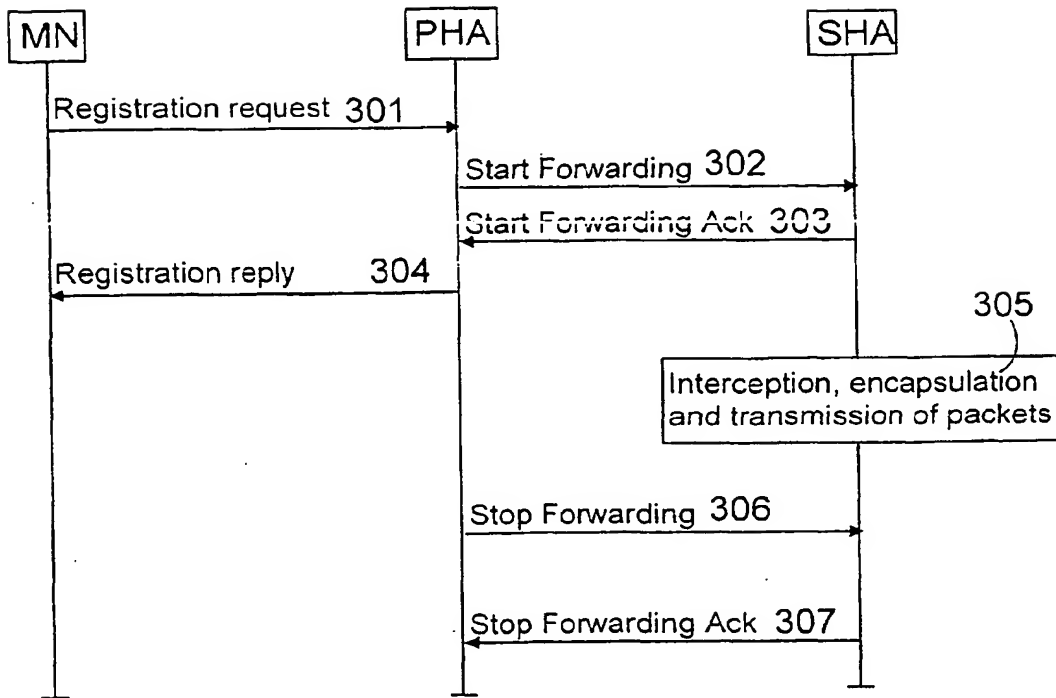 MN PHA SHA
Registration request 301
Start Forwarding 302
Start Forwarding Ack 303
Registration reply 304
305
Interception, encapsulation
and transmission of packets
Stop Forwarding 306
Stop Forwarding Ack 307